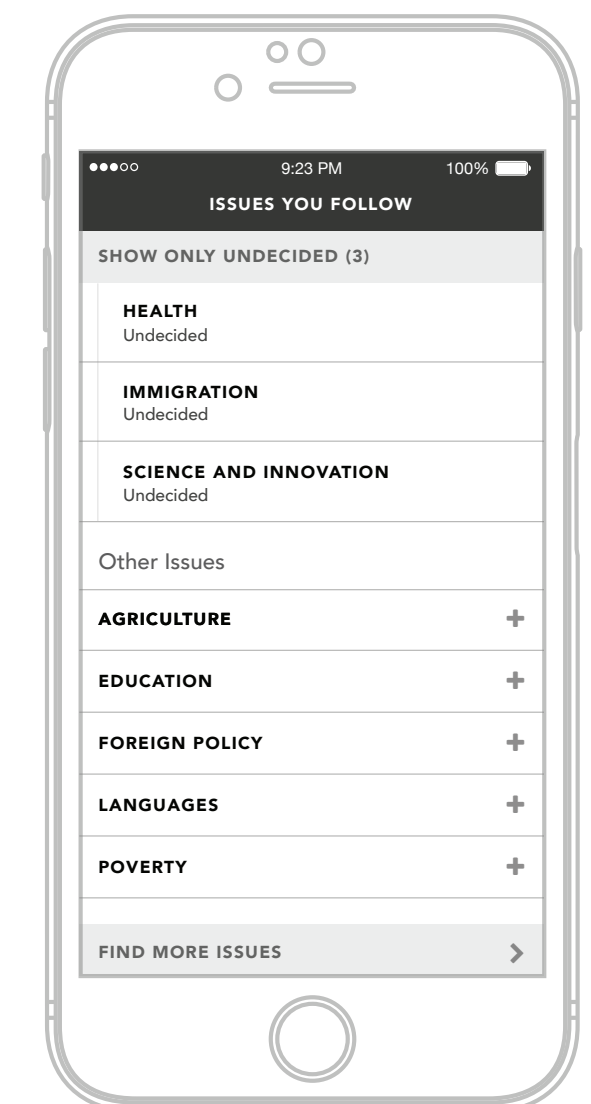 9:23 PM 100%
ISSUES YOU FOLLOW
SHOW ONLY UNDECIDED (3)
HEALTH
Undecided
IMMIGRATION
Undecided
SCIENCE AND INNOVATION
Undecided
Other Issues
AGRICULTURE
EDUCATION
FOREIGN POLICY
LANGUAGES
POVERTY
FIND MORE ISSUES